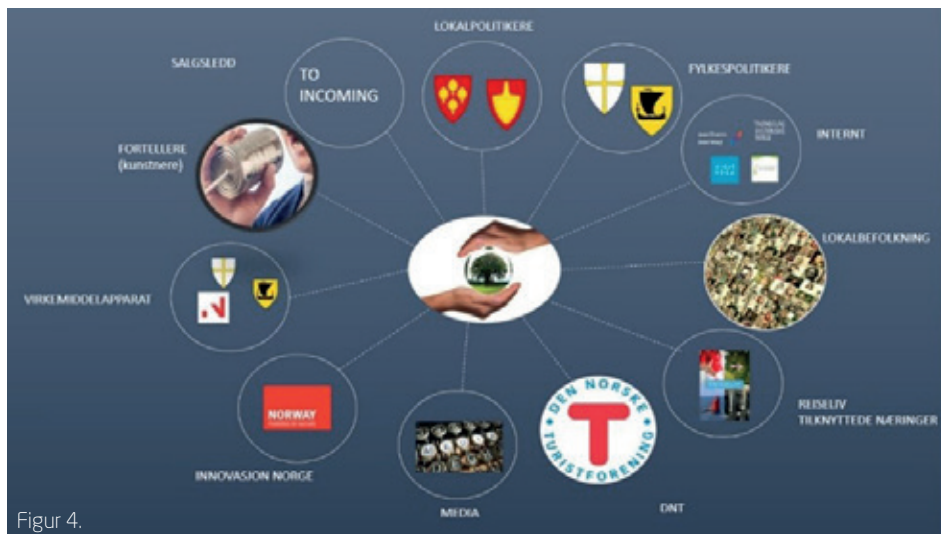 LOKALPOLITIKERE
SALGSLEDD
TO
INCOMING
FYLKESPOLITIKERE
INTERNT
FORTELLERE
(kunstnere)
LOKALBEFOLKNING
VIRKEMIDDELAPPARAT
REISELIV
TILKNYTTEDE NÆRINGER
NORWAY
INNOVASJON NORGE
DEN NORSKE
TURISTFORENING
T
MEDIA
DNT
Figur 4.